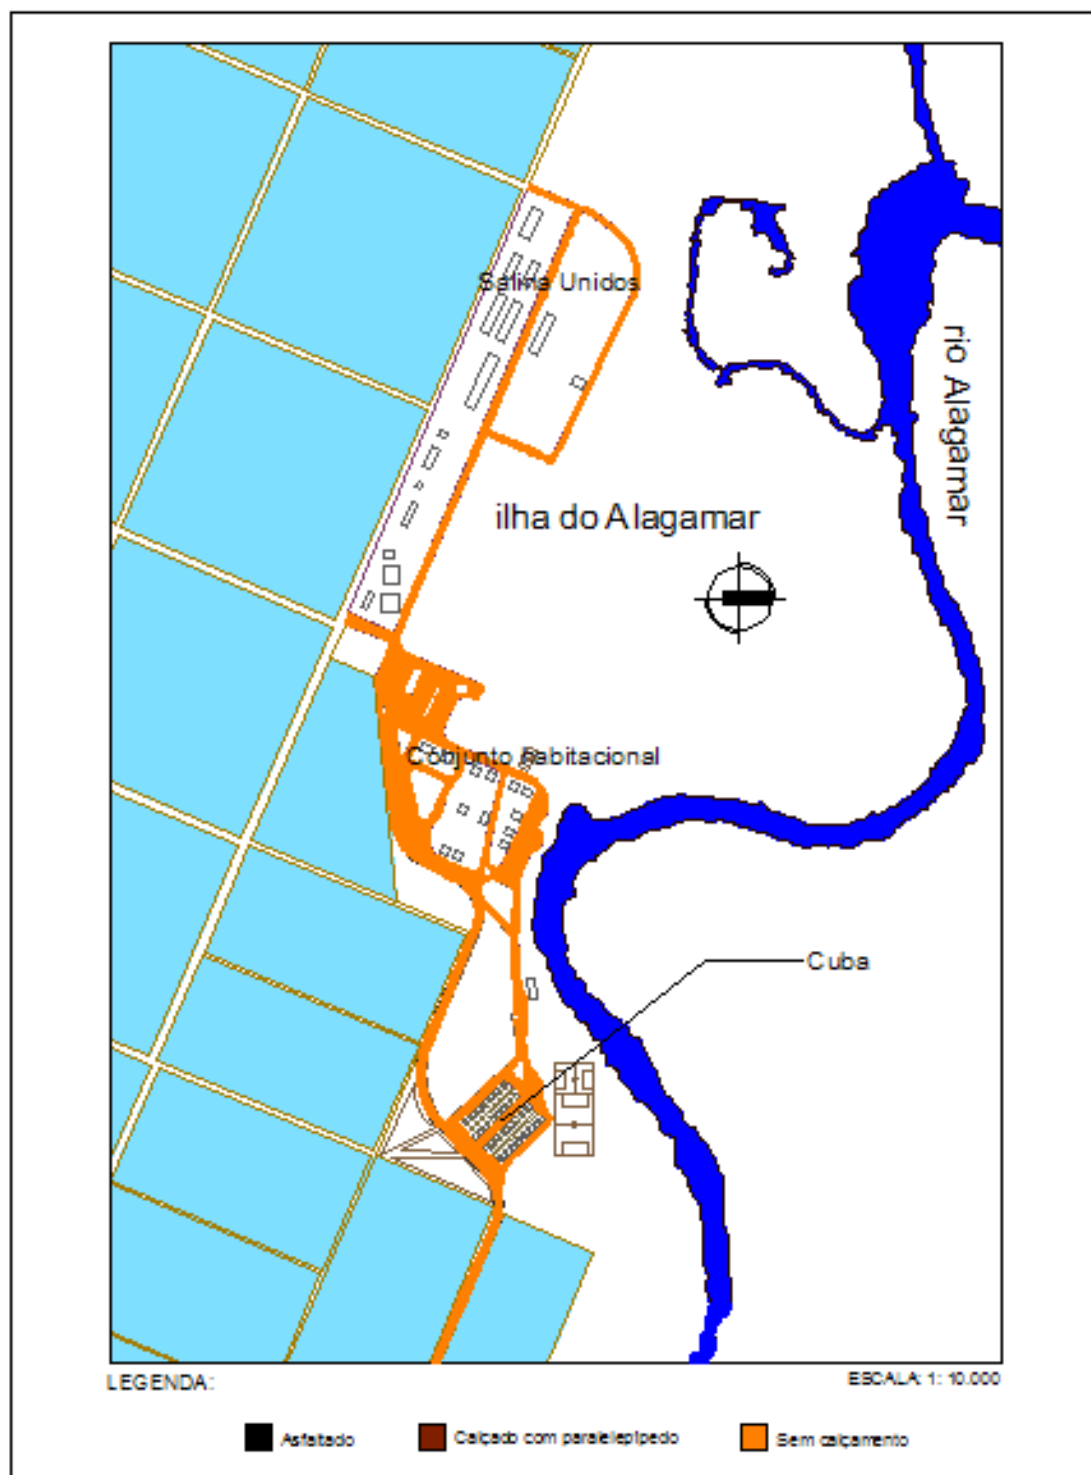 Salina Unidos
rio Alagamar
ilha do Alagamar
Conjunto habitacional
Cuba
LEGENDA:
ESCALA: 1: 10.000
Asfaltado
Calçado com paralelepípedo
Sem calçamento